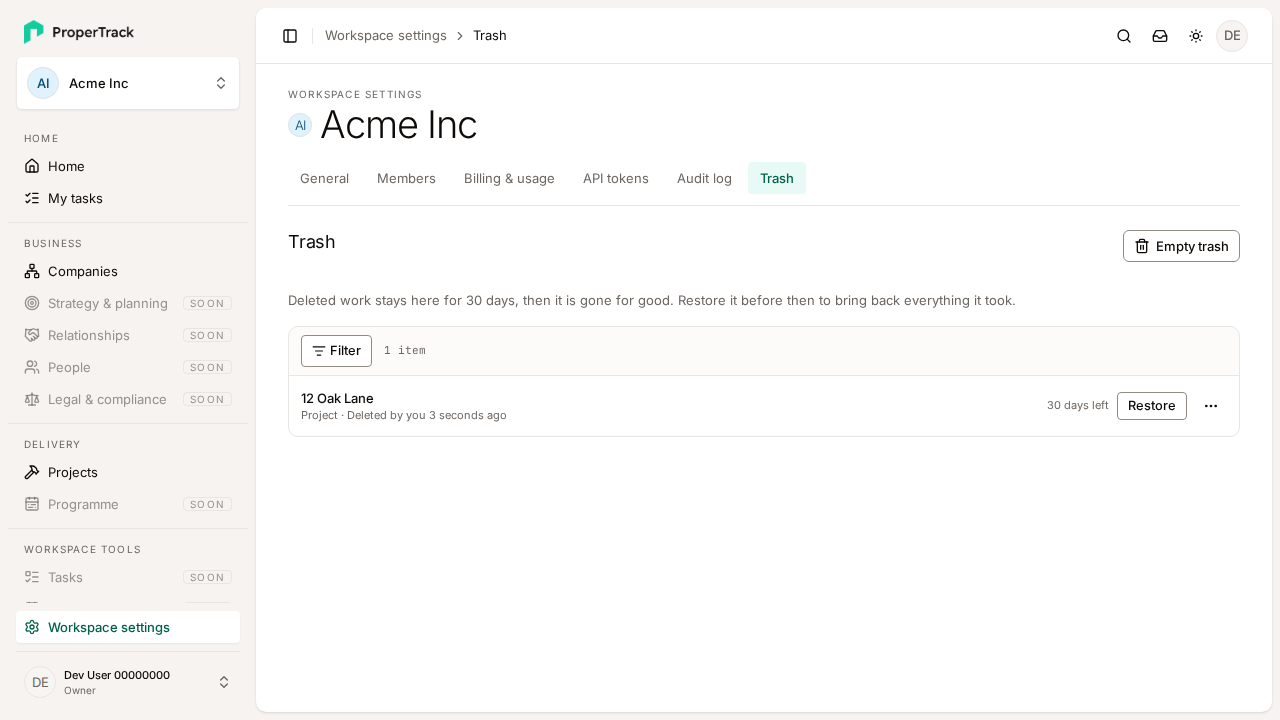 ProperTrack
AI Acme Inc
HOME
Home
My tasks
BUSINESS
Companies
Strategy & planning SOON
Relationships SOON
People SOON
Legal & compliance SOON
DELIVERY
Projects
Programme SOON
WORKSPACE TOOLS
Tasks SOON
Workspace settings
DE Dev User 00000000
Owner
Workspace settings > Trash
DE
WORKSPACE SETTINGS
AI Acme Inc
General Members Billing & usage API tokens Audit log Trash
Trash
Empty trash
Deleted work stays here for 30 days, then it is gone for good. Restore it before then to bring back everything it took.
Filter 1 item
12 Oak Lane
Project · Deleted by you 3 seconds ago
30 days left Restore